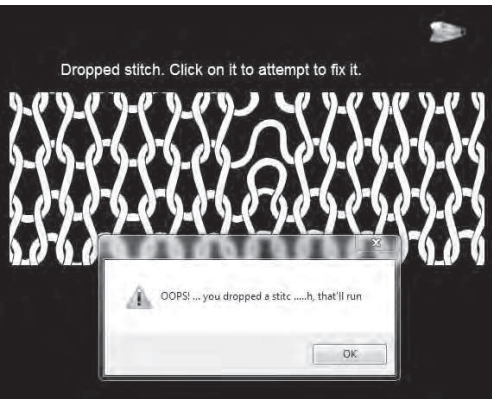 Dropped stitch. Click on it to attempt to fix it.
OOPS! ... you dropped a stitc .....h, that'll run
OK